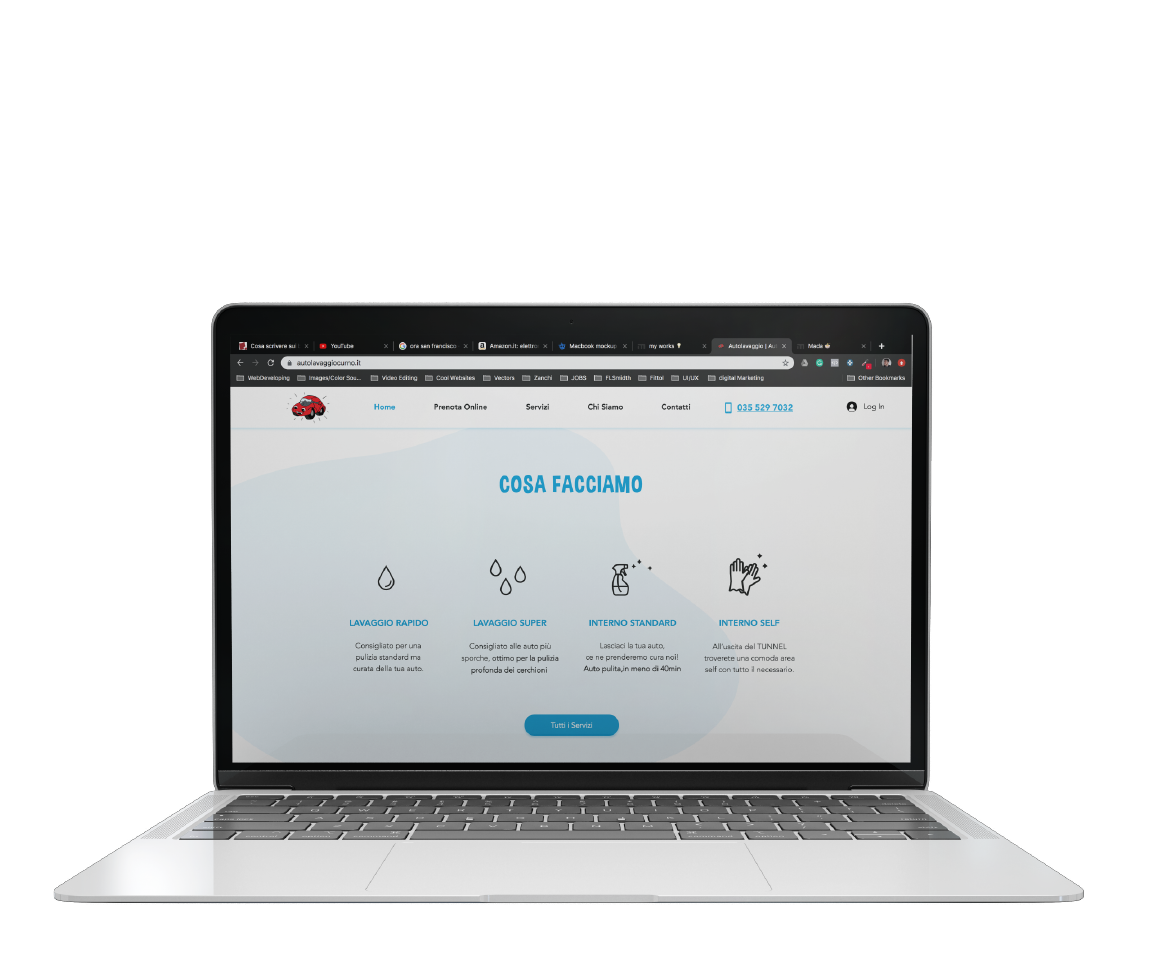 Cosa scrivere sul
YouTube
ora san francisco
Amazon.it: elettro
Macbook mockup
my works
Autolavaggio | Au
Mada
autolavaggiocurno.it
WebDeveloping
Images/Color Sou...
Video Editing
Cool Websites
Vectors
Zanchi
JOBS
FLSmidth
Fittoi
UI/UX
digital Marketing
Other Bookmarks
Home
Prenota Online
Servizi
Chi Siamo
Contatti
035 529 7032
Log In
COSA FACCIAMO
LAVAGGIO RAPIDO
Consigliato per una
pulizia standard ma
curata della tua auto.
LAVAGGIO SUPER
Consigliato alle auto più
sporche, ottimo per la pulizia
profonda dei cerchioni
INTERNO STANDARD
Lasciaci la tua auto,
ce ne prenderemo cura noi!
Auto pulita,in meno di 40min
INTERNO SELF
All'uscita del TUNNEL
troverete una comoda area
self con tutto il necessario.
Tutti i Servizi